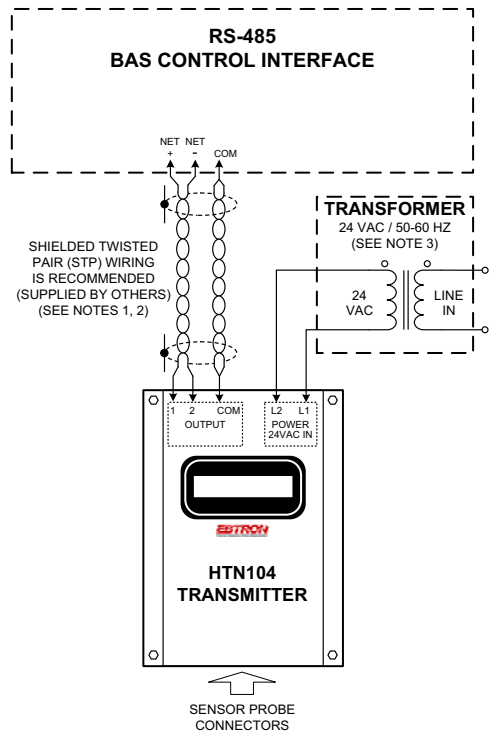 RS-485
BAS CONTROL INTERFACE
NET NET
+ - COM
SHIELDED TWISTED
PAIR (STP) WIRING
IS RECOMMENDED
(SUPPLIED BY OTHERS)
(SEE NOTES 1, 2)
TRANSFORMER
24 VAC / 50-60 HZ
(SEE NOTE 3)
24
VAC
LINE
IN
1 2 COM
OUTPUT
L2 L1
POWER
24VAC IN
EBTRON
HTN104
TRANSMITTER
SENSOR PROBE
CONNECTORS